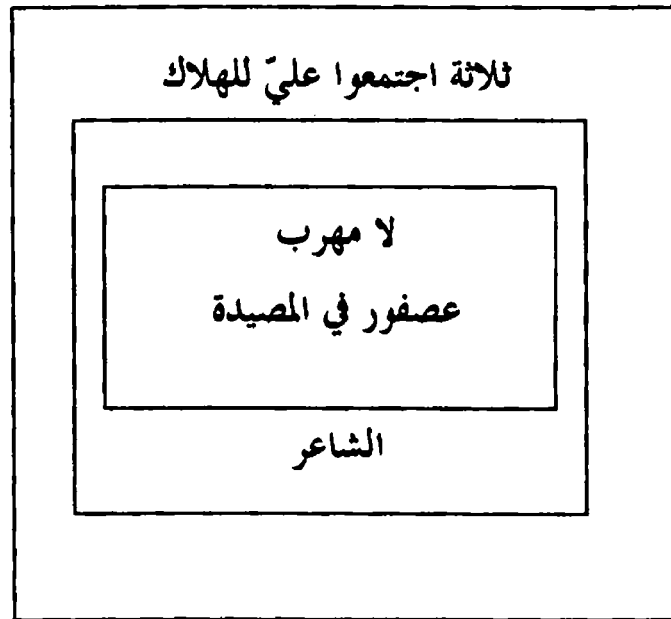 ثلاثة اجتمعوا عليّ للهلاك
لا مهرب
عصفور في المصيدة
الشاعر